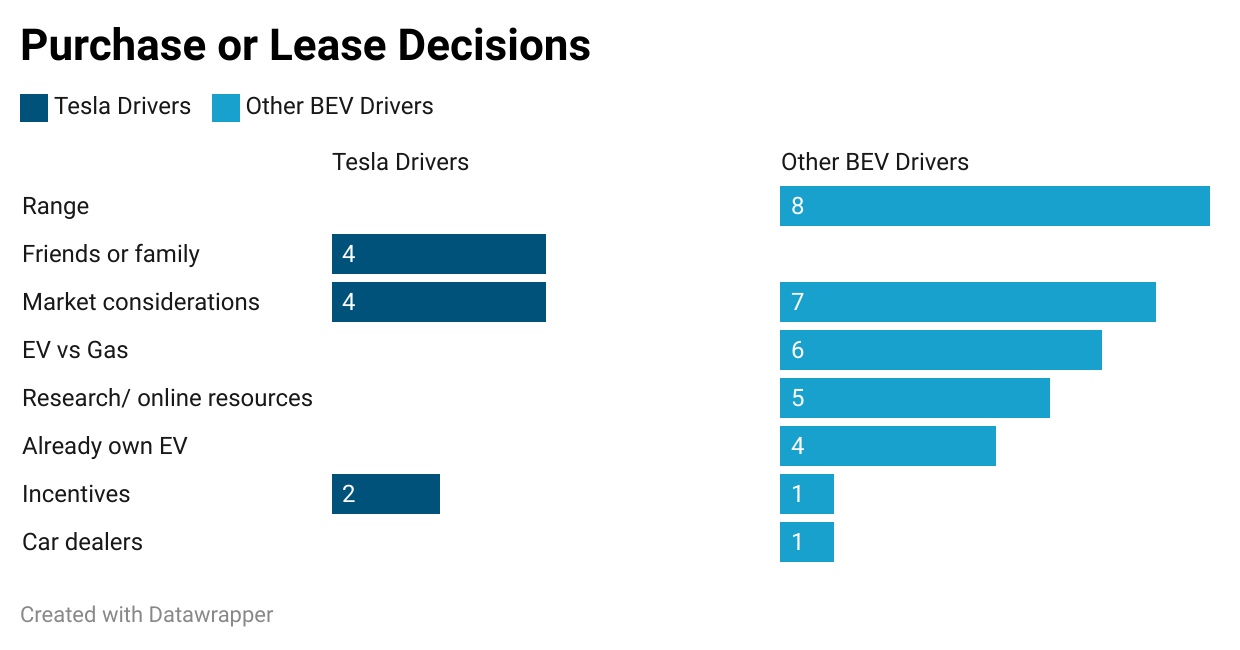 Purchase or Lease Decisions
Tesla Drivers Other BEV Drivers
Tesla Drivers Other BEV Drivers
Range 8
Friends or family 4
Market considerations 4 7
EV vs Gas 6
Research/ online resources 5
Already own EV 4
Incentives 2 1
Car dealers 1
Created with Datawrapper